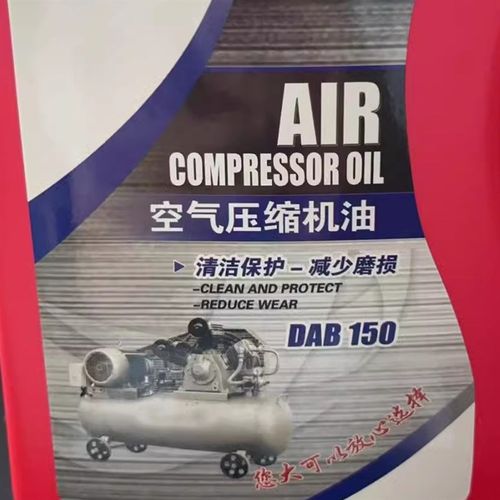 AIR
COMPRESSOR OIL
空气压缩机油
清洁保护 – 减少磨损
–CLEAN AND PROTECT
–REDUCE WEAR
DAB 150
您大可以放心选择